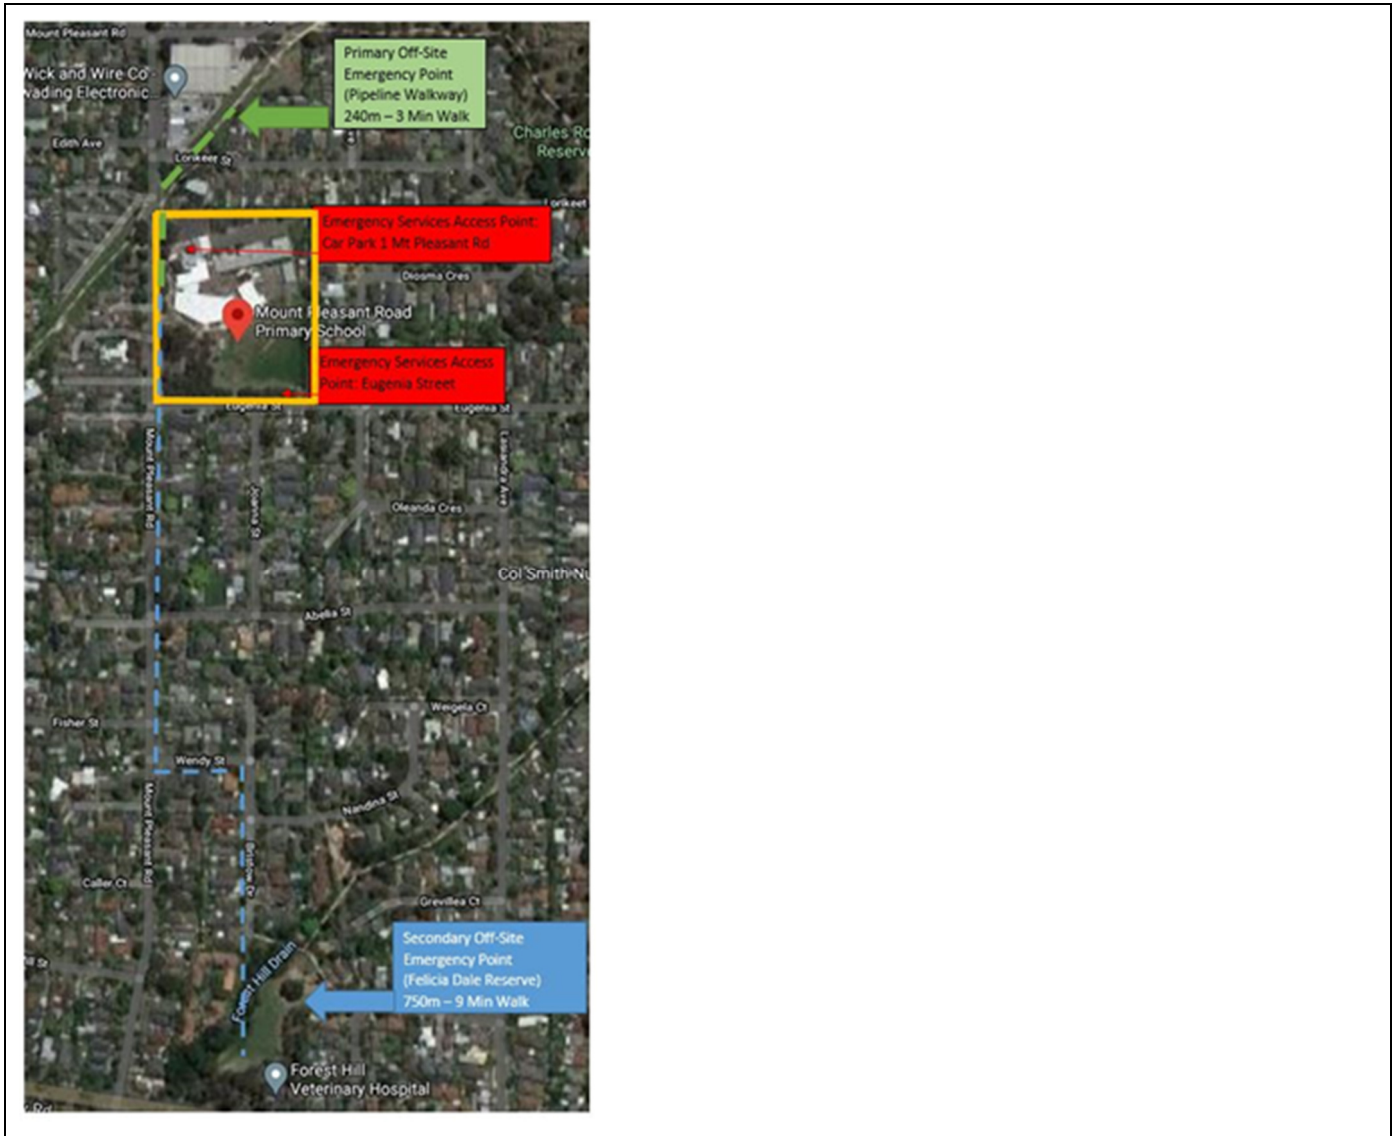 Mount Pleasant Rd
Primary Off-Site
Emergency Point
(Pipeline Walkway)
240m – 3 Min Walk
Wick and Wire Co
vading Electronic
Edith Ave
Lorikeet St
Charles Ro
Reserve
Lorikeet
Emergency Services Access Point:
Car Park 1 Mt Pleasant Rd
Diosma Cres
Mount Pleasant Road
Primary School
Emergency Services Access
Point: Eugenia Street
Eugenia St
Eugenia St
Mount Pleasant Rd
Joanna St
Lasiandra Ave
Oleanda Cres
Col Smith Nu
Abelia St
Weigela Ct
Fisher St
Wendy St
Mount Pleasant Rd
Nandina St
Bristow Dr
Caller Ct
Grevillea Ct
Secondary Off-Site
Emergency Point
(Felicia Dale Reserve)
750m – 9 Min Walk
Forest Hill Drain
Forest Hill
Veterinary Hospital